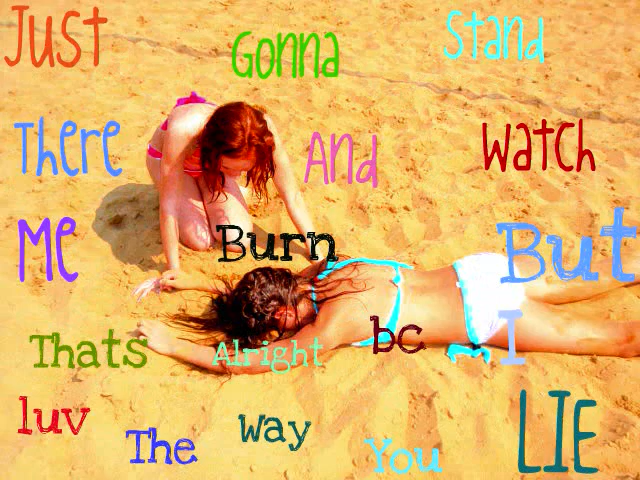 Just Gonna Stand
There And Watch
Me Burn But
Thats Alright bc I
luv The way You LIE